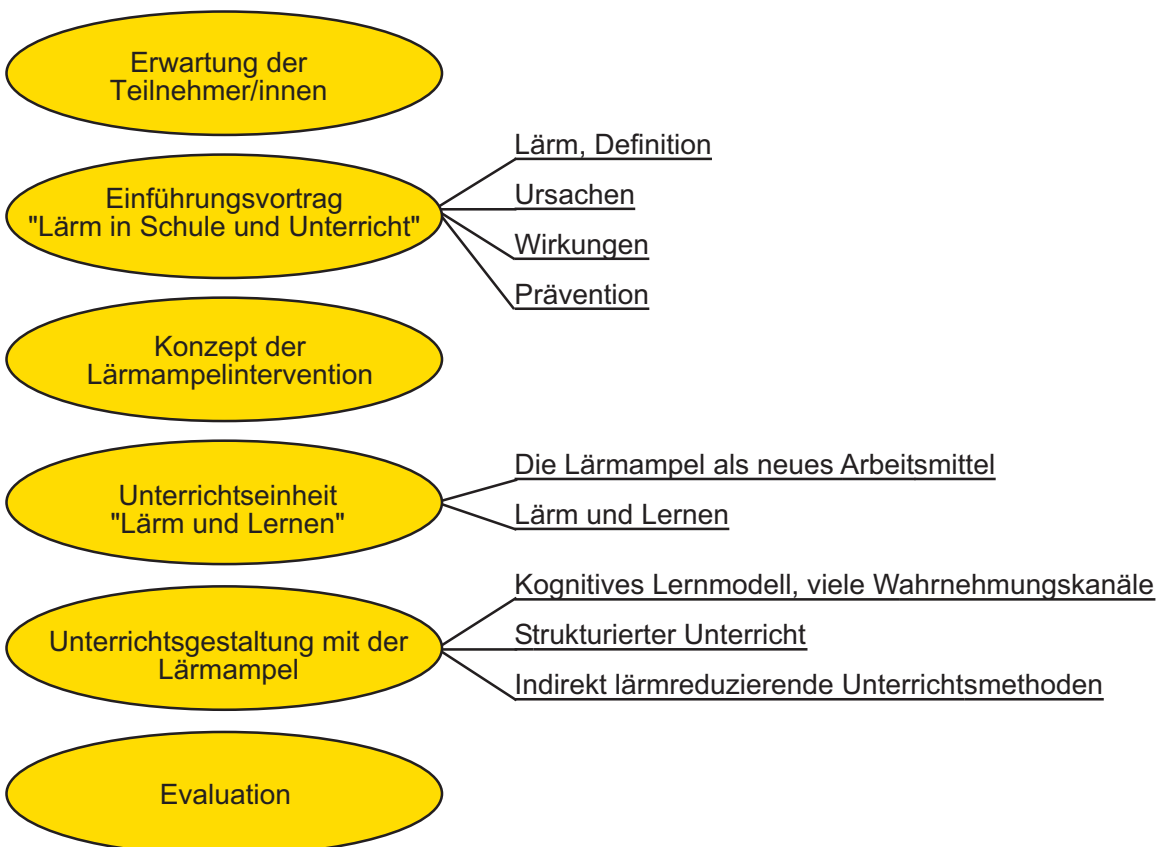 Erwartung der
Teilnehmer/innen
Einführungsvortrag
"Lärm in Schule und Unterricht"
Lärm, Definition
Ursachen
Wirkungen
Prävention
Konzept der
Lärmampelintervention
Unterrichtseinheit
"Lärm und Lernen"
Die Lärmampel als neues Arbeitsmittel
Lärm und Lernen
Unterrichtsgestaltung mit der
Lärmampel
Kognitives Lernmodell, viele Wahrnehmungskanäle
Strukturierter Unterricht
Indirekt lärmreduzierende Unterrichtsmethoden
Evaluation